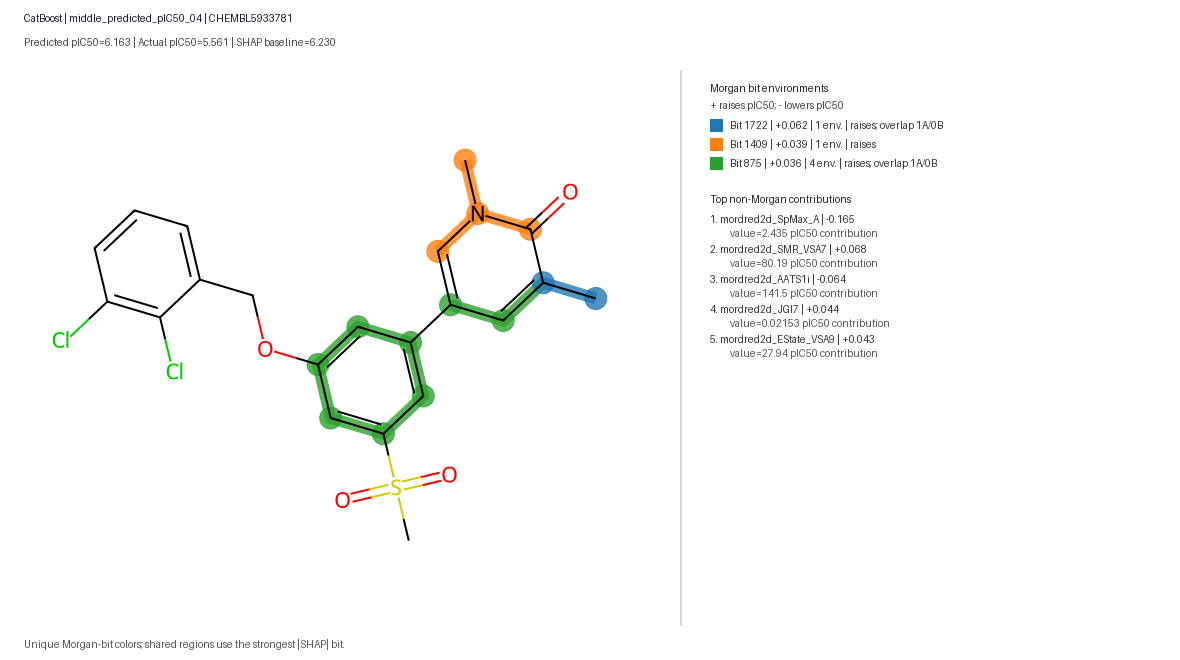 CatBoost | middle_predicted_pIC50_04 | CHEMBL5933781
Predicted pIC50=6.163 | Actual pIC50=5.561 | SHAP baseline=6.230
Morgan bit environments
+ raises pIC50; - lowers pIC50
Bit 1722 | +0.062 | 1 env. | raises; overlap 1A/0B
Bit 1409 | +0.039 | 1 env. | raises
Bit 875 | +0.036 | 4 env. | raises; overlap 1A/0B
Top non-Morgan contributions
1. mordred2d_SpMax_A | -0.165
value=2.435 pIC50 contribution
2. mordred2d_SMR_VSA7 | +0.068
value=80.19 pIC50 contribution
3. mordred2d_AATS1i | -0.064
value=141.5 pIC50 contribution
4. mordred2d_JGI7 | +0.044
value=0.02153 pIC50 contribution
5. mordred2d_EState_VSA9 | +0.043
value=27.94 pIC50 contribution
N
O
Cl
O
Cl
O
S
O
Unique Morgan-bit colors; shared regions use the strongest |SHAP| bit.